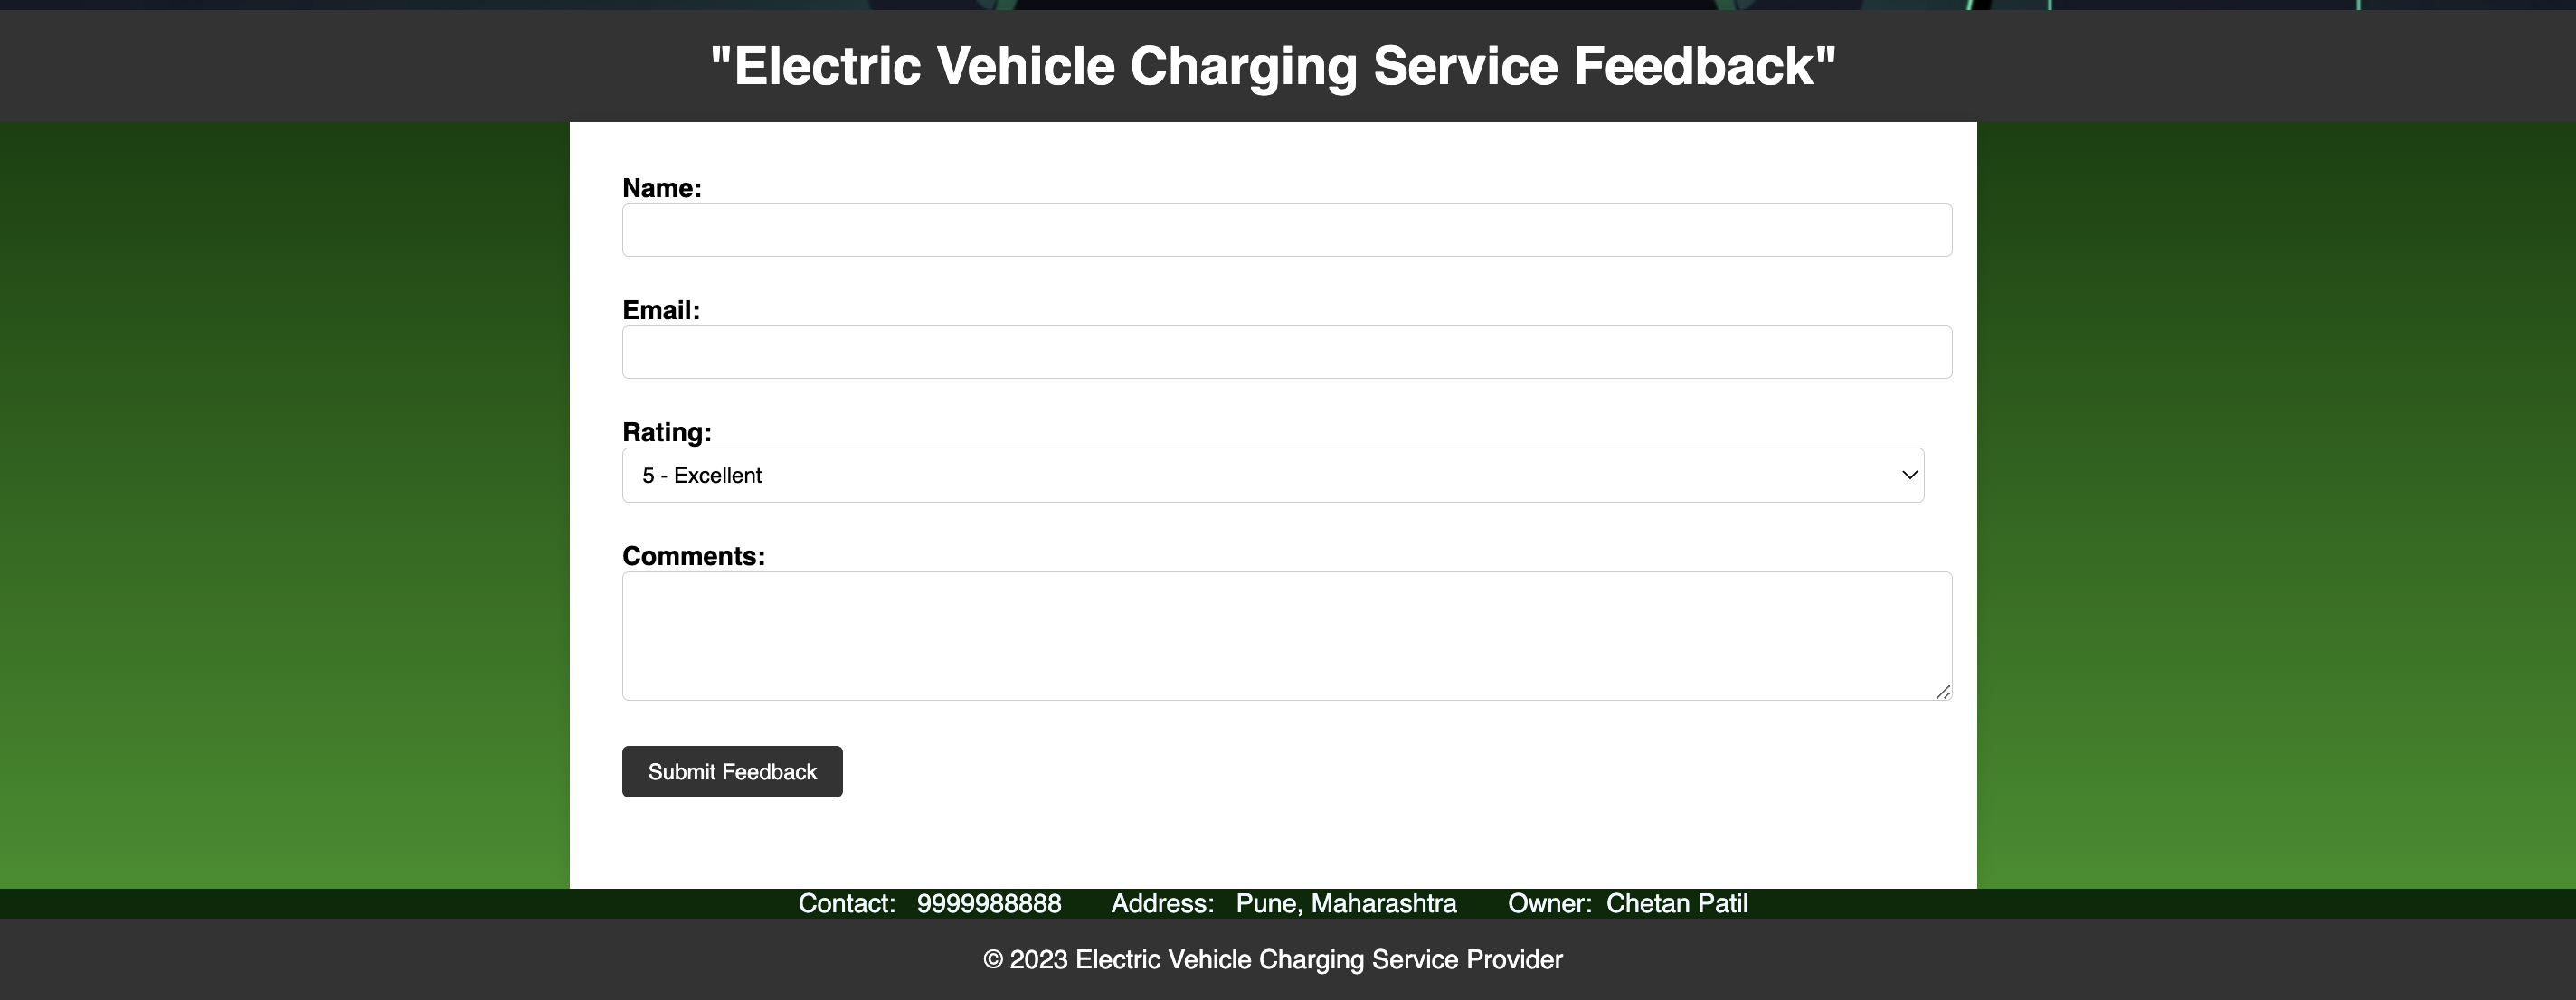 "Electric Vehicle Charging Service Feedback"
Name:
Email:
Rating:
5 - Excellent
Comments:
Submit Feedback
Contact: 9999988888 Address: Pune, Maharashtra Owner: Chetan Patil
© 2023 Electric Vehicle Charging Service Provider